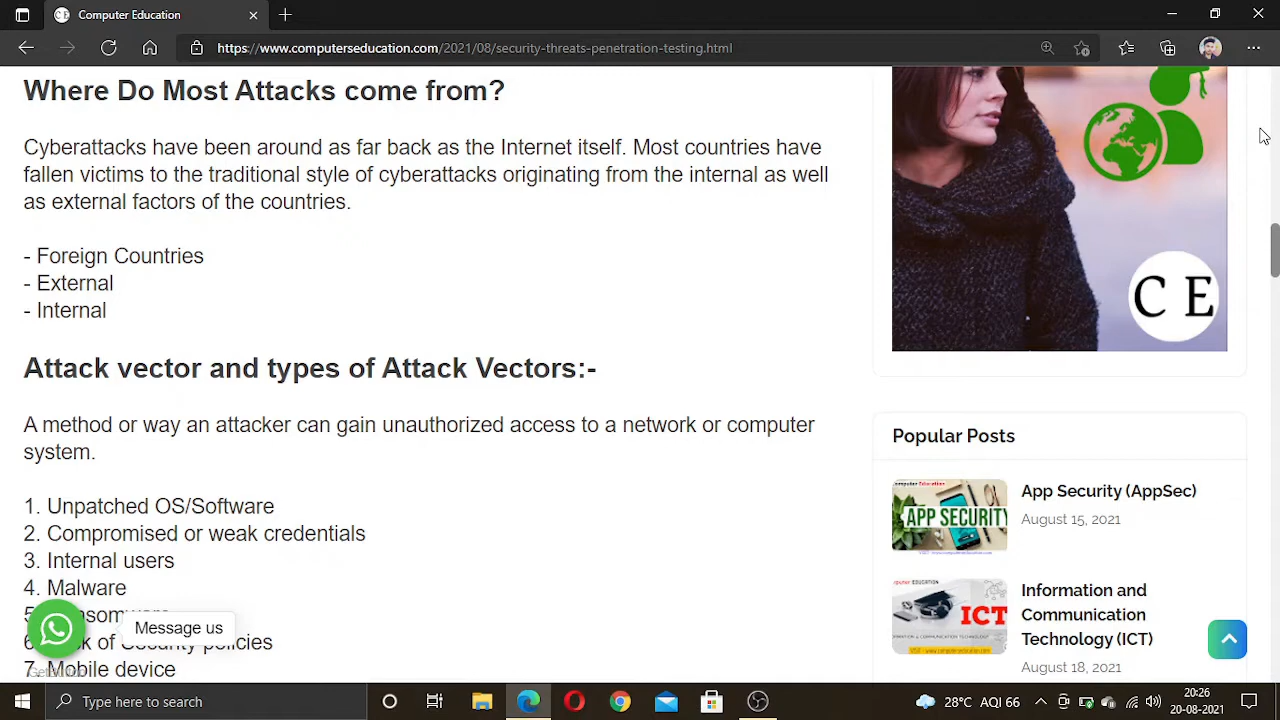 Computer Education
https://www.computerseducation.com/2021/08/security-threats-penetration-testing.html
Where Do Most Attacks come from?
Cyberattacks have been around as far back as the Internet itself. Most countries have
fallen victims to the traditional style of cyberattacks originating from the internal as well
as external factors of the countries.
- Foreign Countries
- External
- Internal
Attack vector and types of Attack Vectors:-
A method or way an attacker can gain unauthorized access to a network or computer
system.
1. Unpatched OS/Software
2. Compromised or weak credentials
3. Internal users
4. Malware
Message us
policies
7. Mobile device
C E
Popular Posts
APP SECURITY
App Security (AppSec)
August 15, 2021
EDUCATION
ICT
Information and
Communication
Technology (ICT)
August 18, 2021
Type here to search
28°C AQI 66
20:26
20-08-2021